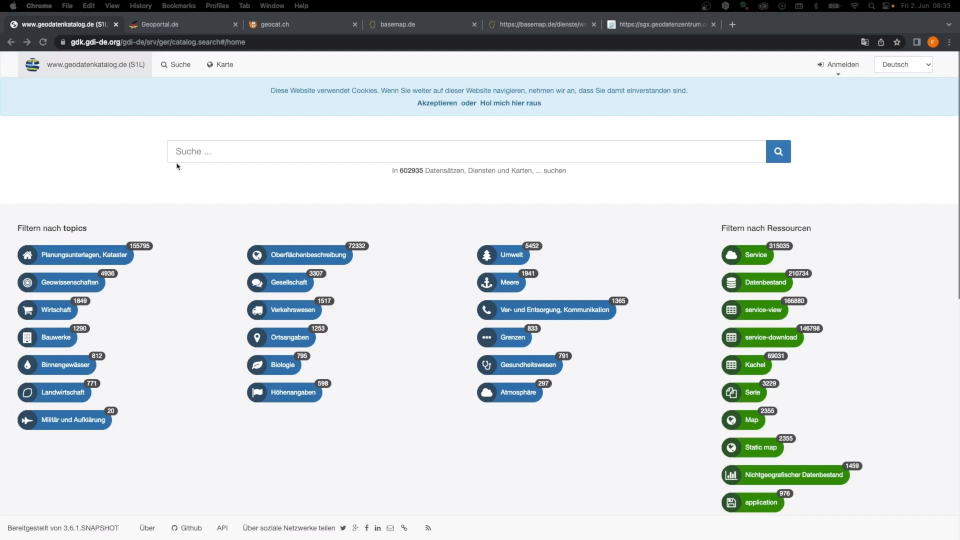 Chrome File Edit View History Bookmarks Profiles Tab Window Help Fri 2. Jun 08:33
www.geodatenkatalog.de (S1L) Geoportal.de geocat.ch basemap.de https://basemap.de/dienste/w https://sgx.geodatenzentrum.
gdk.gdi-de.org/gdi-de/srv/ger/catalog.search#/home
www.geodatenkatalog.de (S1L) Suche Karte Anmelden Deutsch
Diese Website verwendet Cookies. Wenn Sie weiter auf dieser Website navigieren, nehmen wir an, dass Sie damit einverstanden sind.
Akzeptieren oder Hol mich hier raus
Suche ...
In 602935 Datensätzen, Diensten und Karten, ... suchen
Filtern nach topics Filtern nach Ressourcen
Planungsunterlagen, Kataster 155795 Oberflächenbeschreibung 72332 Umwelt 5452 Service 315035
Geowissenschaften 4936 Gesellschaft 3307 Meere 1941 Datenbestand 210734
Wirtschaft 1849 Verkehrswesen 1517 Ver- und Entsorgung, Kommunikation 1365 service-view 166880
Bauwerke 1290 Ortsangaben 1253 Grenzen 833 service-download 146798
Binnengewässer 812 Biologie 795 Gesundheitswesen 791 Kachel 69031
Landwirtschaft 771 Höhenangaben 598 Atmosphäre 297 Serie 3229
Militär und Aufklärung 20 Map 2355
Static map 2355
Nichtgeografischer Datenbestand 1459
application 976
Bereitgestellt von 3.6.1.SNAPSHOT Über Github API Über soziale Netzwerke teilen